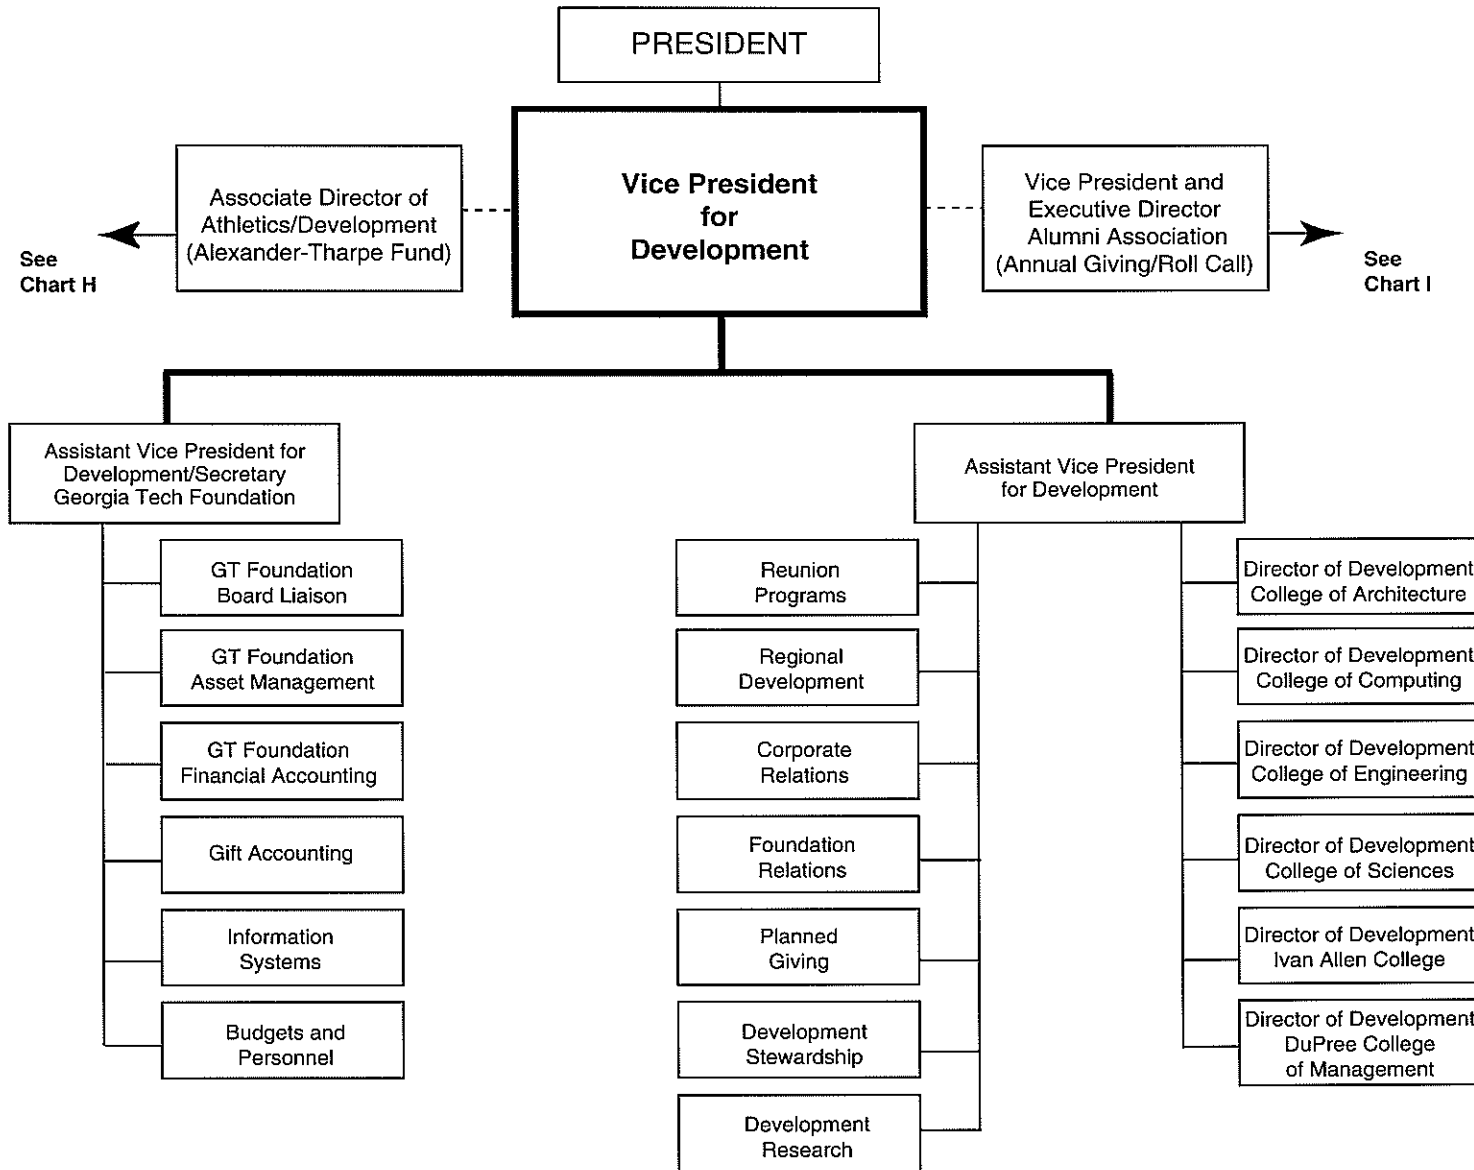 PRESIDENT
Vice President
for
Development
Associate Director of
Athletics/Development
(Alexander-Tharpe Fund)
See
Chart H
Vice President and
Executive Director
Alumni Association
(Annual Giving/Roll Call)
See
Chart I
Assistant Vice President for
Development/Secretary
Georgia Tech Foundation
GT Foundation
Board Liaison
GT Foundation
Asset Management
GT Foundation
Financial Accounting
Gift Accounting
Information
Systems
Budgets and
Personnel
Assistant Vice President
for Development
Reunion
Programs
Regional
Development
Corporate
Relations
Foundation
Relations
Planned
Giving
Development
Stewardship
Development
Research
Director of Development
College of Architecture
Director of Development
College of Computing
Director of Development
College of Engineering
Director of Development
College of Sciences
Director of Development
Ivan Allen College
Director of Development
DuPree College
of Management